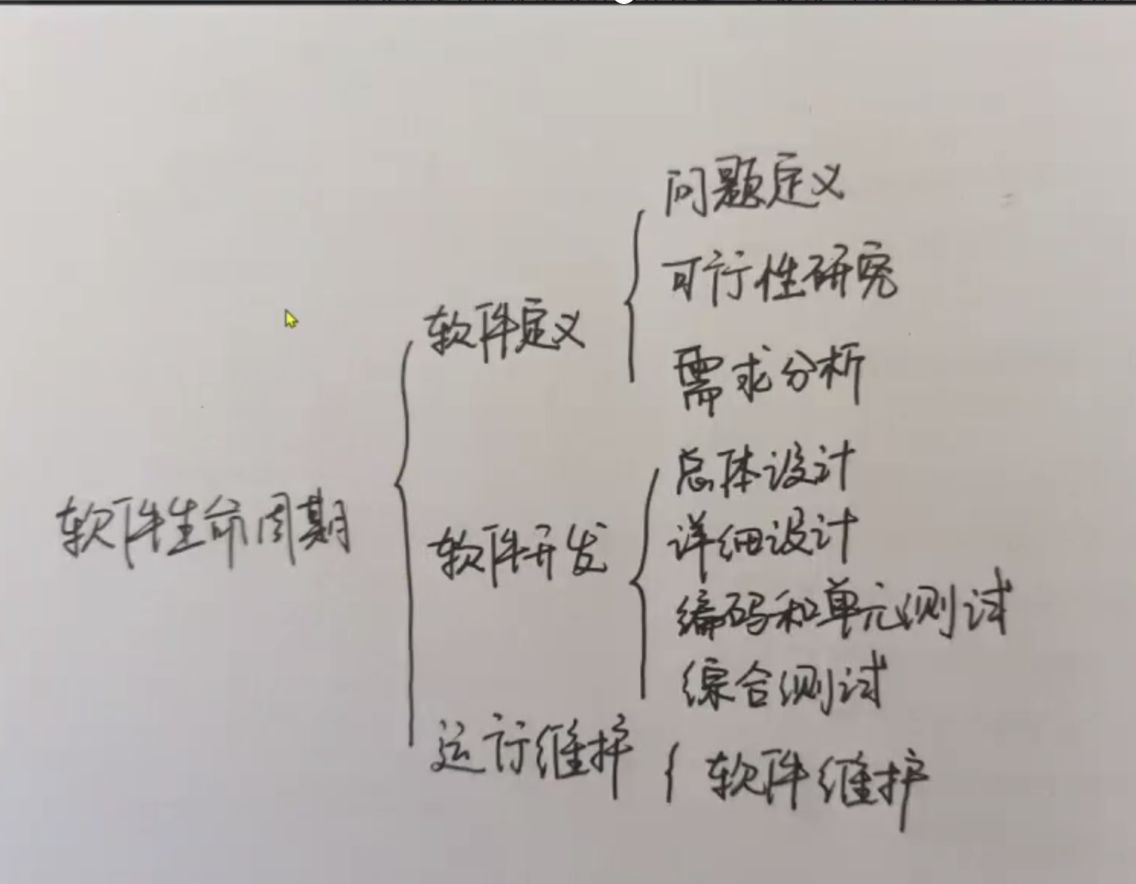 软件生命周期
软件定义
问题定义
可行性研究
需求分析
软件开发
总体设计
详细设计
编码和单元测试
综合测试
运行维护
软件维护